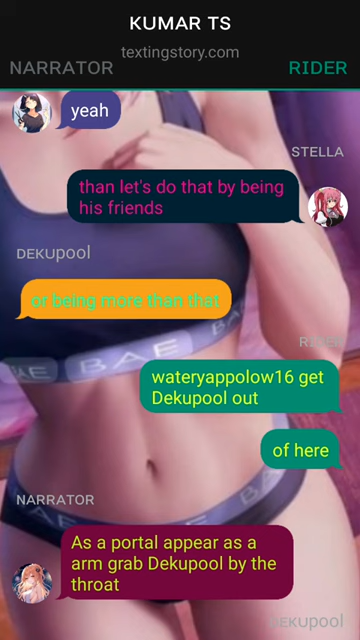 KUMAR TS
textingstory.com
NARRATOR
RIDER
yeah
STELLA
than let's do that by being
his friends
DEKUpool
or being more than that
BAE
BAE
RIDER
wateryappolow16 get
Dekupool out
of here
NARRATOR
As a portal appear as a
arm grab Dekupool by the
throat
DEKUpool